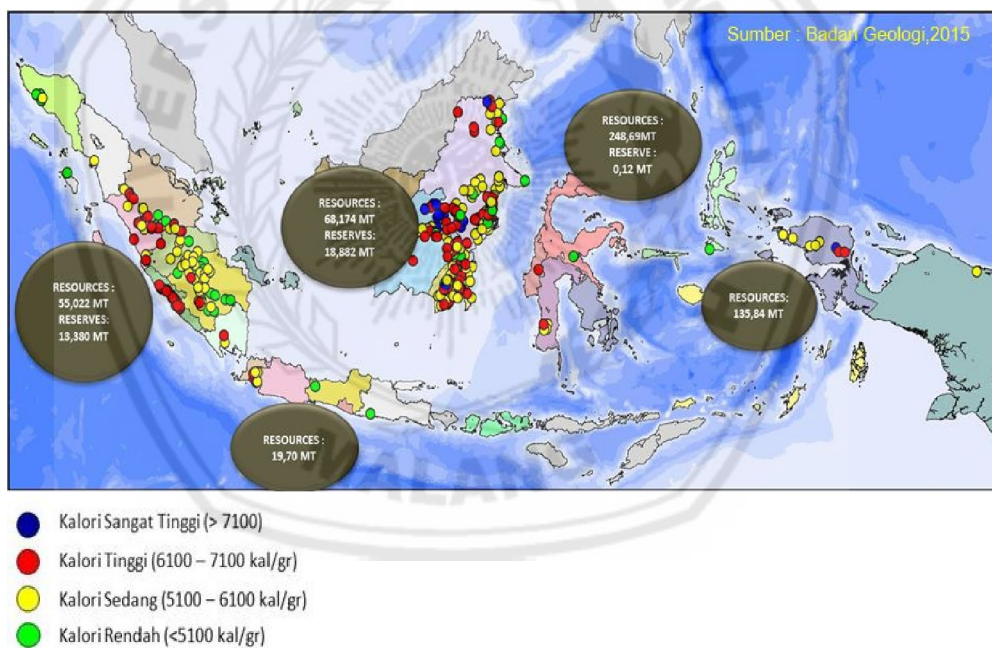 Sumber : Badan Geologi,2015
RESOURCES :
248,69MT
RESERVE :
0,12 MT
RESOURCES :
68,174 MT
RESERVES:
18,882 MT
RESOURCES :
55,022 MT
RESERVES:
13,380 MT
RESOURCES:
135,84 MT
RESOURCES :
19,70 MT
MALANG
Kalori Sangat Tinggi (> 7100)
Kalori Tinggi (6100 – 7100 kal/gr)
Kalori Sedang (5100 – 6100 kal/gr)
Kalori Rendah (<5100 kal/gr)